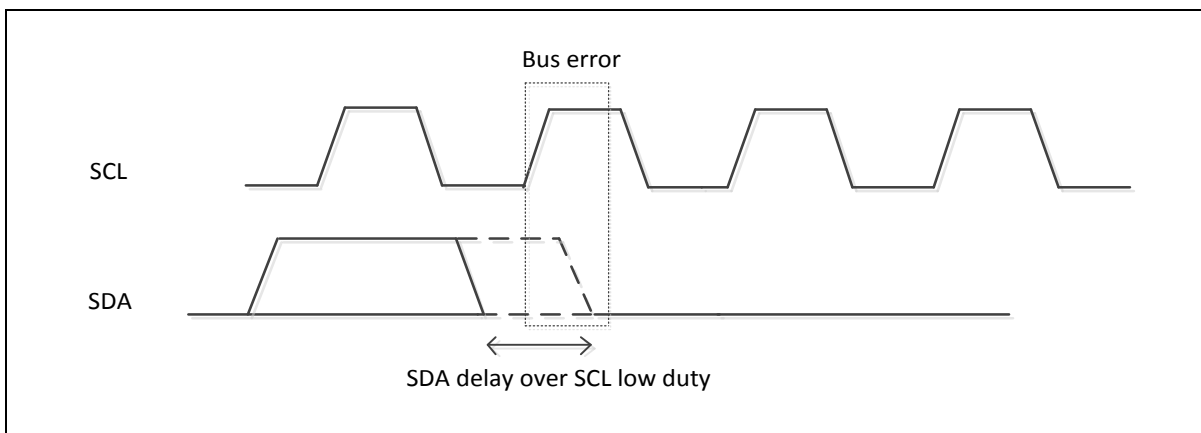 Bus error
SCL
SDA
SDA delay over SCL low duty